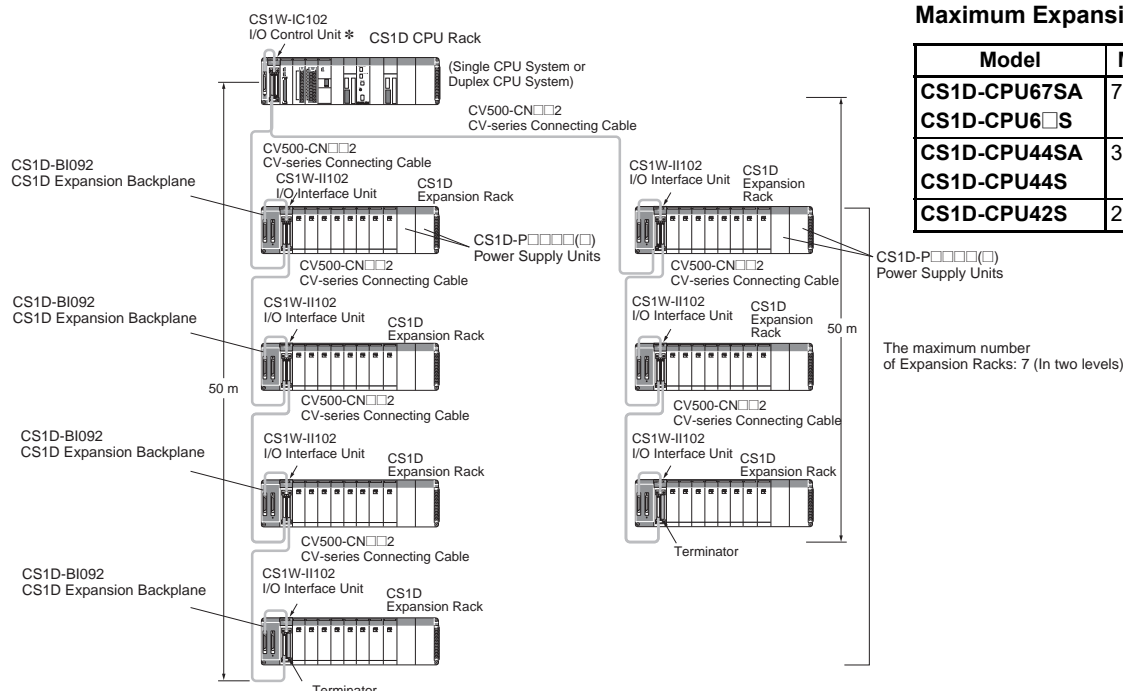 CS1W-IC102
I/O Control Unit * CS1D CPU Rack
(Single CPU System or
Duplex CPU System)
CV500-CN□□2
CV-series Connecting Cable
CS1D-BI092
CS1D Expansion Backplane
CV500-CN□□2
CV-series Connecting Cable
CS1W-II102
I/O Interface Unit
CS1D
Expansion Rack
CS1D-P□□□□(□)
Power Supply Units
CV500-CN□□2
CV-series Connecting Cable
CS1D-BI092
CS1D Expansion Backplane
CS1W-II102
I/O Interface Unit
CS1D
Expansion Rack
50 m
CV500-CN□□2
CV-series Connecting Cable
CS1D-BI092
CS1D Expansion Backplane
CS1W-II102
I/O Interface Unit
CS1D
Expansion Rack
CV500-CN□□2
CV-series Connecting Cable
CS1D-BI092
CS1D Expansion Backplane
CS1W-II102
I/O Interface Unit
CS1D
Expansion Rack
Terminator
CS1W-II102
I/O Interface Unit
CS1D
Expansion
Rack
CS1D-P□□□□(□)
Power Supply Units
CV500-CN□□2
CV-series Connecting Cable
CS1W-II102
I/O Interface Unit
CS1D
Expansion
Rack
50 m
CV500-CN□□2
CV-series Connecting Cable
CS1W-II102
I/O Interface Unit
CS1D
Expansion Rack
Terminator
The maximum number
of Expansion Racks: 7 (In two levels)
Maximum Expansi
Model
CS1D-CPU67SA 7
CS1D-CPU6□S
CS1D-CPU44SA 3
CS1D-CPU44S
CS1D-CPU42S 2